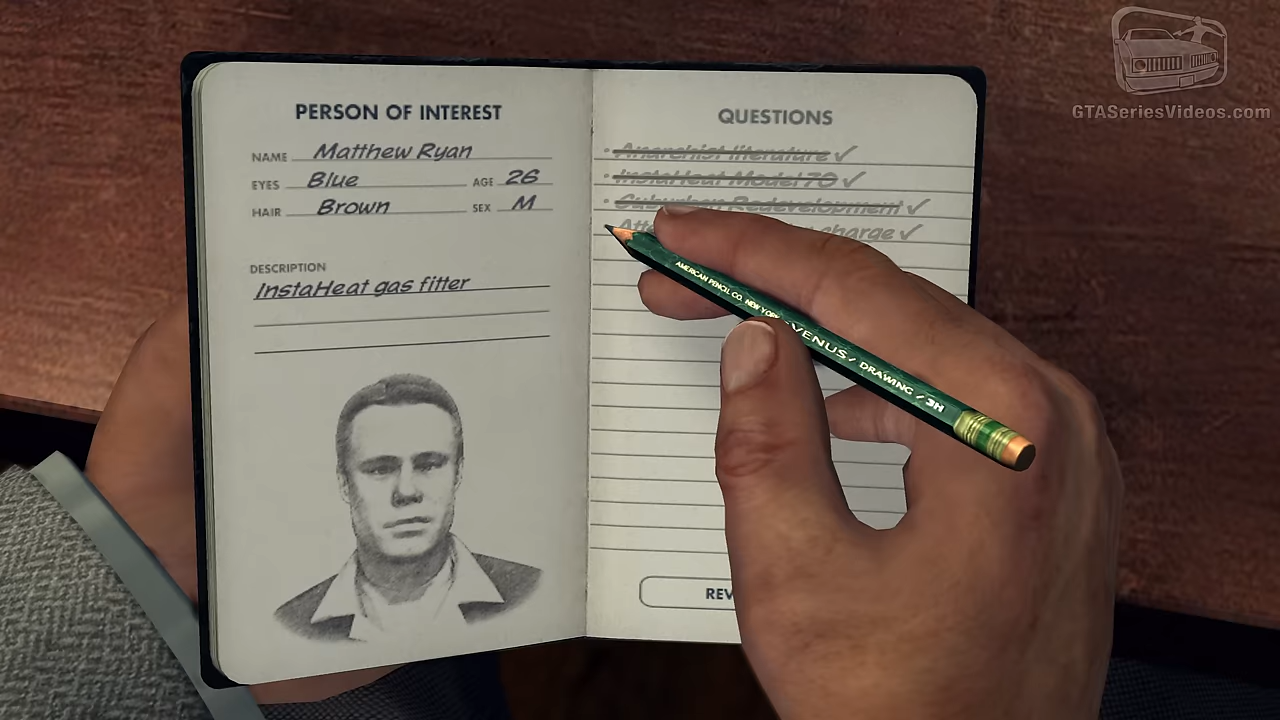 GTASeriesVideos.com
PERSON OF INTEREST
NAME Matthew Ryan
EYES Blue AGE 26
HAIR Brown SEX M
DESCRIPTION
InstaHeat gas fitter
QUESTIONS
Anarchist literature ✓
InstaHeat Model 70 ✓
Suburban Redevelopment ✓
charge ✓
AMERICAN PENCIL CO. NEW YORK VENUS / DRAWING / 3H
REV